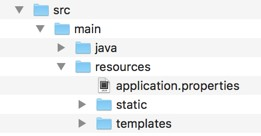 src
main
java
resources
application.properties
static
templates